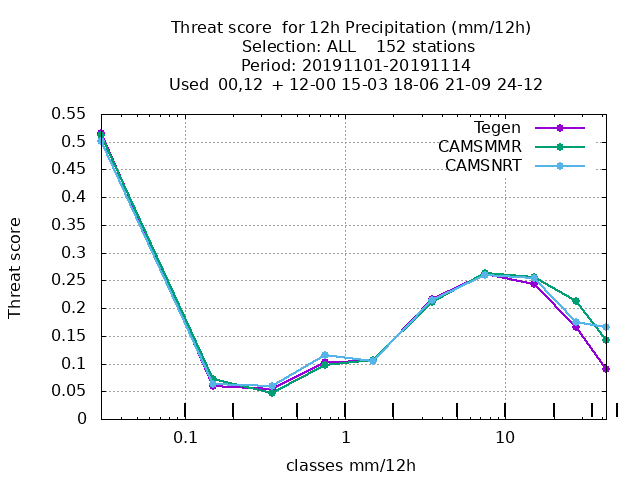 Threat score  for 12h Precipitation (mm/12h)
Selection: ALL    152 stations
Period: 20191101-20191114
Used  00,12  + 12-00 15-03 18-06 21-09 24-12
Tegen
CAMSMMR
CAMSNRT
0.55
0.5
0.45
0.4
0.35
0.3
0.25
0.2
0.15
0.1
0.05
0
Threat score
0.1
1
10
classes mm/12h